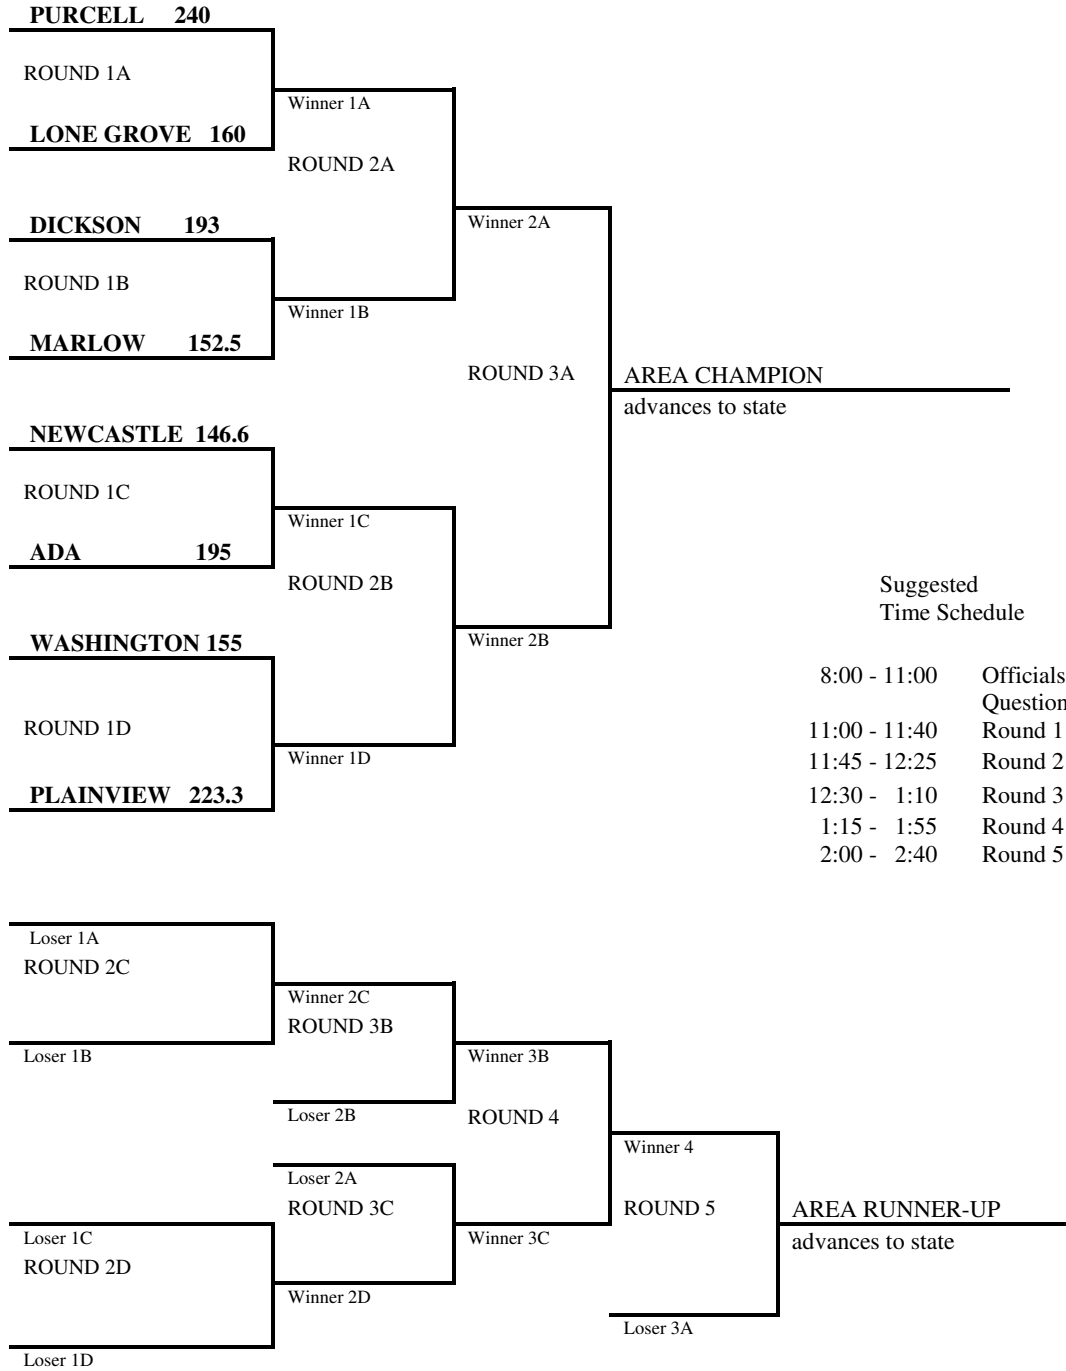 PURCELL 240
ROUND 1A
Winner 1A
LONE GROVE 160
ROUND 2A
DICKSON 193
Winner 2A
ROUND 1B
Winner 1B
MARLOW 152.5
ROUND 3A
AREA CHAMPION
advances to state
NEWCASTLE 146.6
ROUND 1C
Winner 1C
ADA 195
ROUND 2B
Suggested
Time Schedule
WASHINGTON 155
Winner 2B
8:00 - 11:00 Officials
Question
ROUND 1D
11:00 - 11:40 Round 1
Winner 1D
11:45 - 12:25 Round 2
PLAINVIEW 223.3
12:30 - 1:10 Round 3
1:15 - 1:55 Round 4
2:00 - 2:40 Round 5
Loser 1A
ROUND 2C
Winner 2C
ROUND 3B
Loser 1B
Winner 3B
Loser 2B
ROUND 4
Winner 4
Loser 2A
ROUND 3C
ROUND 5
AREA RUNNER-UP
advances to state
Loser 1C
Winner 3C
ROUND 2D
Winner 2D
Loser 3A
Loser 1D